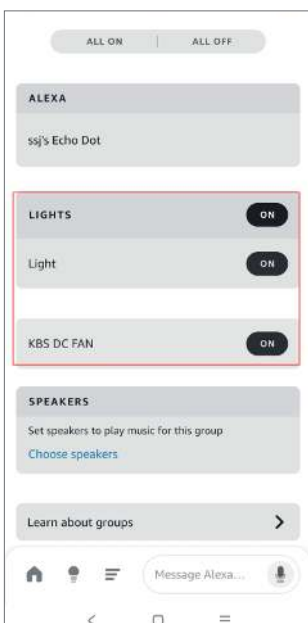 ALL ON | ALL OFF
ALEXA
ssj's Echo Dot
LIGHTS ON
Light ON
KBS DC FAN ON
SPEAKERS
Set speakers to play music for this group
Choose speakers
Learn about groups
Message Alexa...